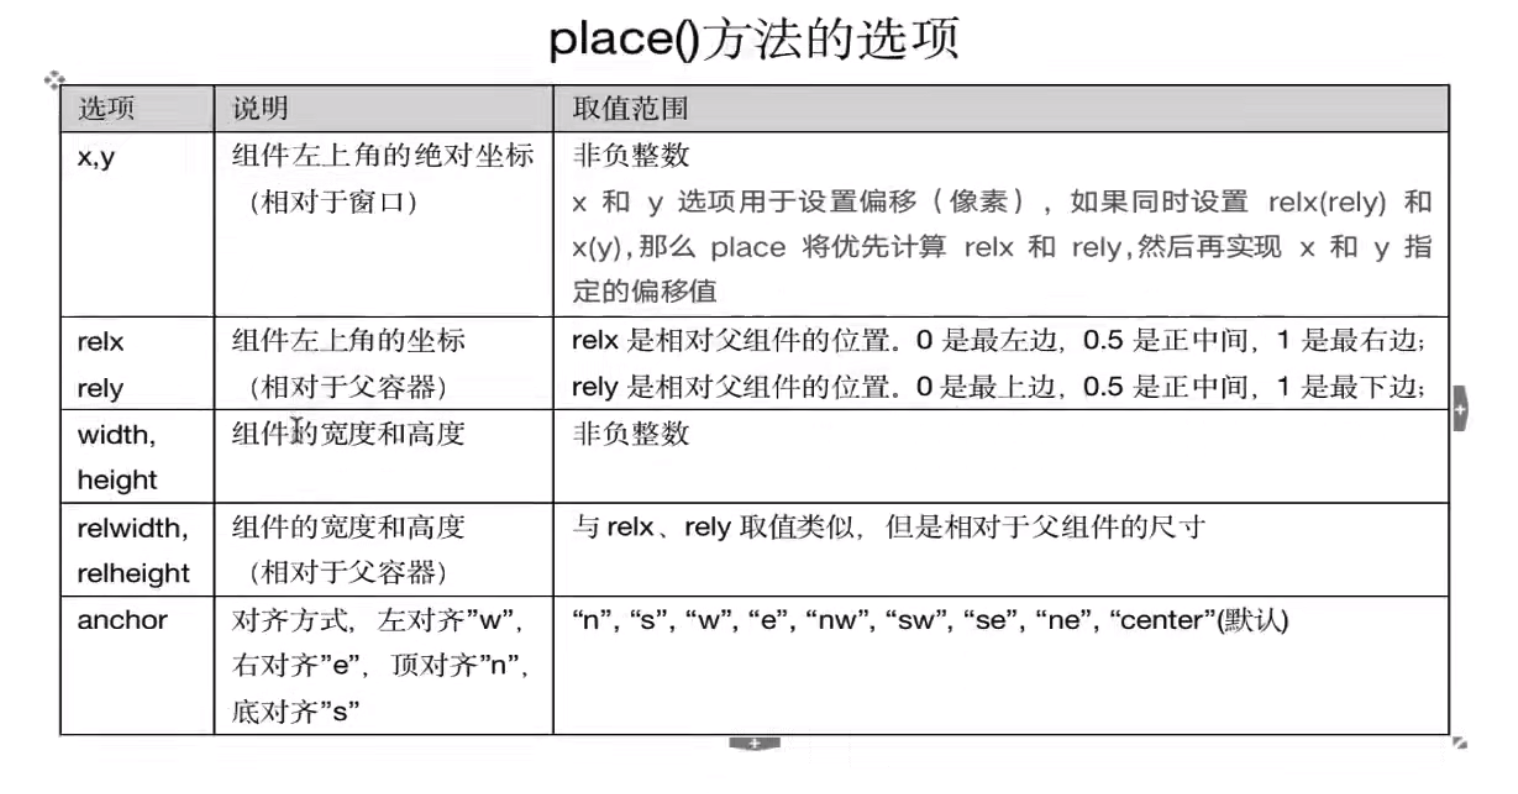 place()方法的选项
选项
说明
取值范围
x,y
组件左上角的绝对坐标
（相对于窗口）
非负整数
x 和 y 选项用于设置偏移（像素），如果同时设置 relx(rely) 和
x(y),那么 place 将优先计算 relx 和 rely,然后再实现 x 和 y 指
定的偏移值
relx
rely
组件左上角的坐标
（相对于父容器）
relx 是相对父组件的位置。0 是最左边，0.5 是正中间，1 是最右边；
rely 是相对父组件的位置。0 是最上边，0.5 是正中间，1 是最下边；
width,
height
组件的宽度和高度
非负整数
relwidth,
relheight
组件的宽度和高度
（相对于父容器）
与 relx、rely 取值类似，但是相对于父组件的尺寸
anchor
对齐方式，左对齐”w”，
右对齐”e”，顶对齐”n”，
底对齐”s”
“n”, “s”, “w”, “e”, “nw”, “sw”, “se”, “ne”, “center”(默认)